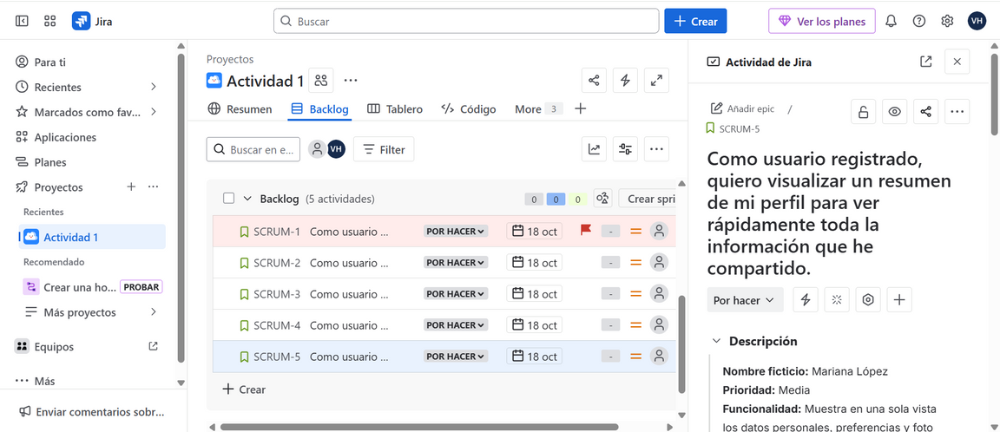 Jira
Buscar
Crear
Ver los planes
VH
Para ti
Recientes
Marcados como fav...
Aplicaciones
Planes
Proyectos
Recientes
Actividad 1
Recomendado
Crear una ho... PROBAR
Más proyectos
Equipos
Más
Enviar comentarios sobr...
Proyectos
Actividad 1
Resumen Backlog Tablero Código More 3
Buscar en e... VH Filter
Backlog (5 actividades) 0 0 0 Crear spri
SCRUM-1 Como usuario ... POR HACER 18 oct -
SCRUM-2 Como usuario ... POR HACER 18 oct -
SCRUM-3 Como usuario ... POR HACER 18 oct -
SCRUM-4 Como usuario ... POR HACER 18 oct -
SCRUM-5 Como usuario ... POR HACER 18 oct -
Crear
Actividad de Jira
Añadir epic /
SCRUM-5
Como usuario registrado,
quiero visualizar un resumen
de mi perfil para ver
rápidamente toda la
información que he
compartido.
Por hacer
Descripción
Nombre ficticio: Mariana López
Prioridad: Media
Funcionalidad: Muestra en una sola vista
los datos personales, preferencias y foto